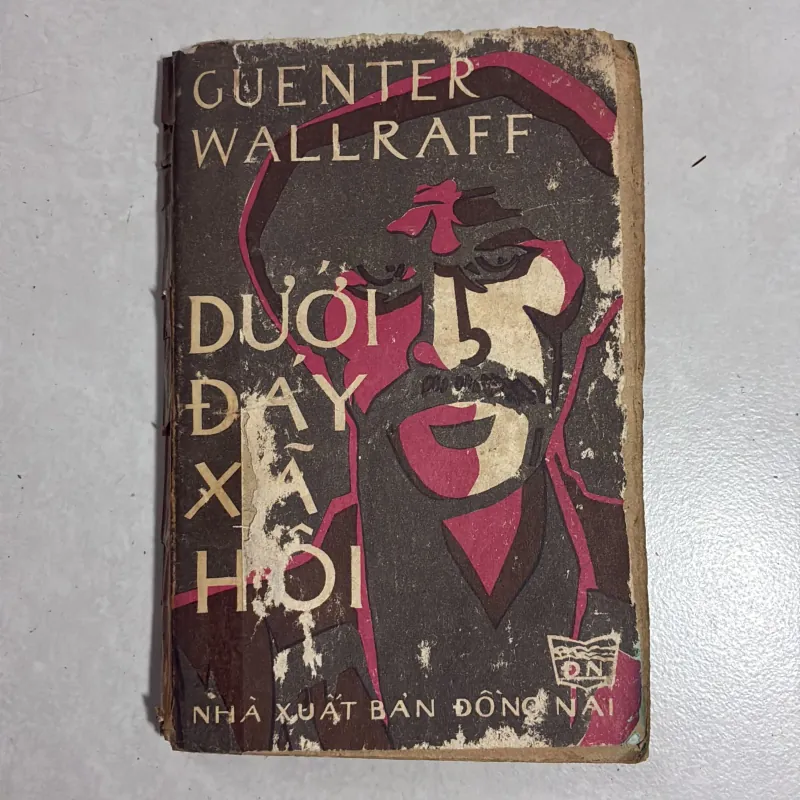 GUENTER
WALLRAFF
DƯỚI
ĐÁY
XÃ
HỘI
ĐN
NHÀ XUẤT BẢN ĐỒNG NAI